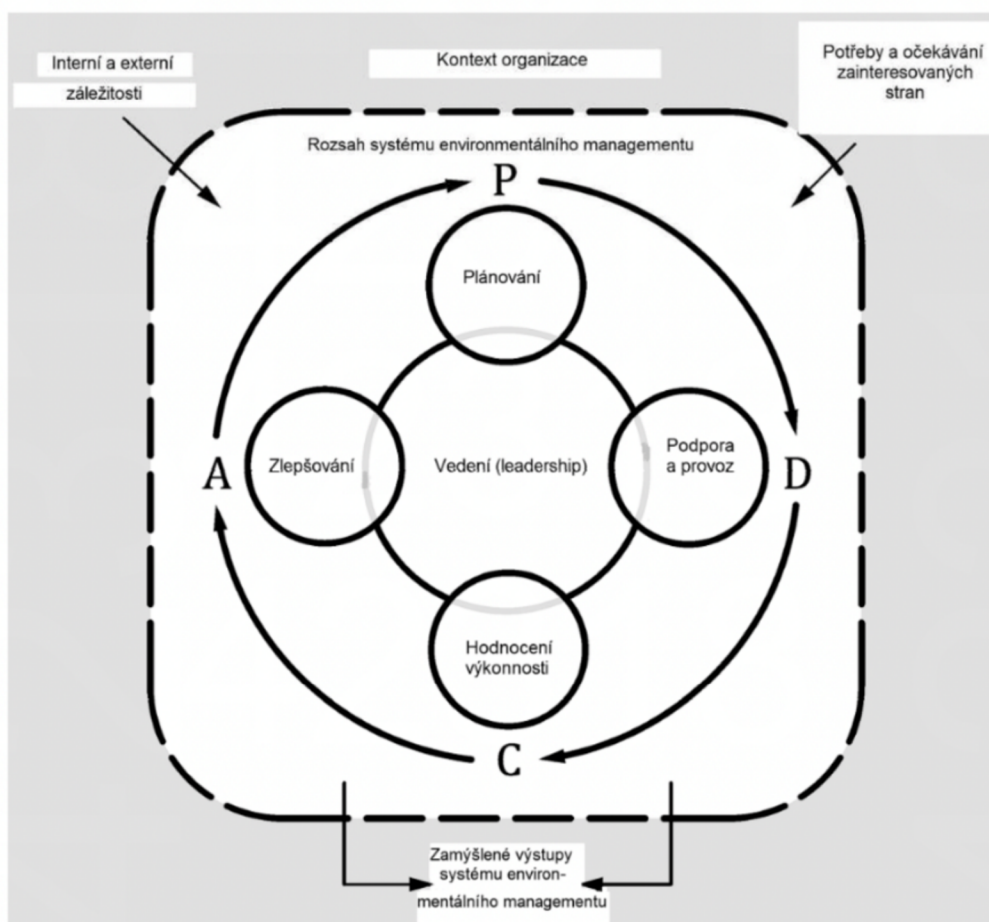 Interní a externí
záležitosti
Kontext organizace
Potřeby a očekávání
zainteresovaných
stran
Rozsah systému environmentálního managementu
P
Plánování
A
Zlepšování
Vedení (leadership)
Podpora
a provoz
D
Hodnocení
výkonnosti
C
Zamýšlené výstupy
systému environ-
mentálního managementu